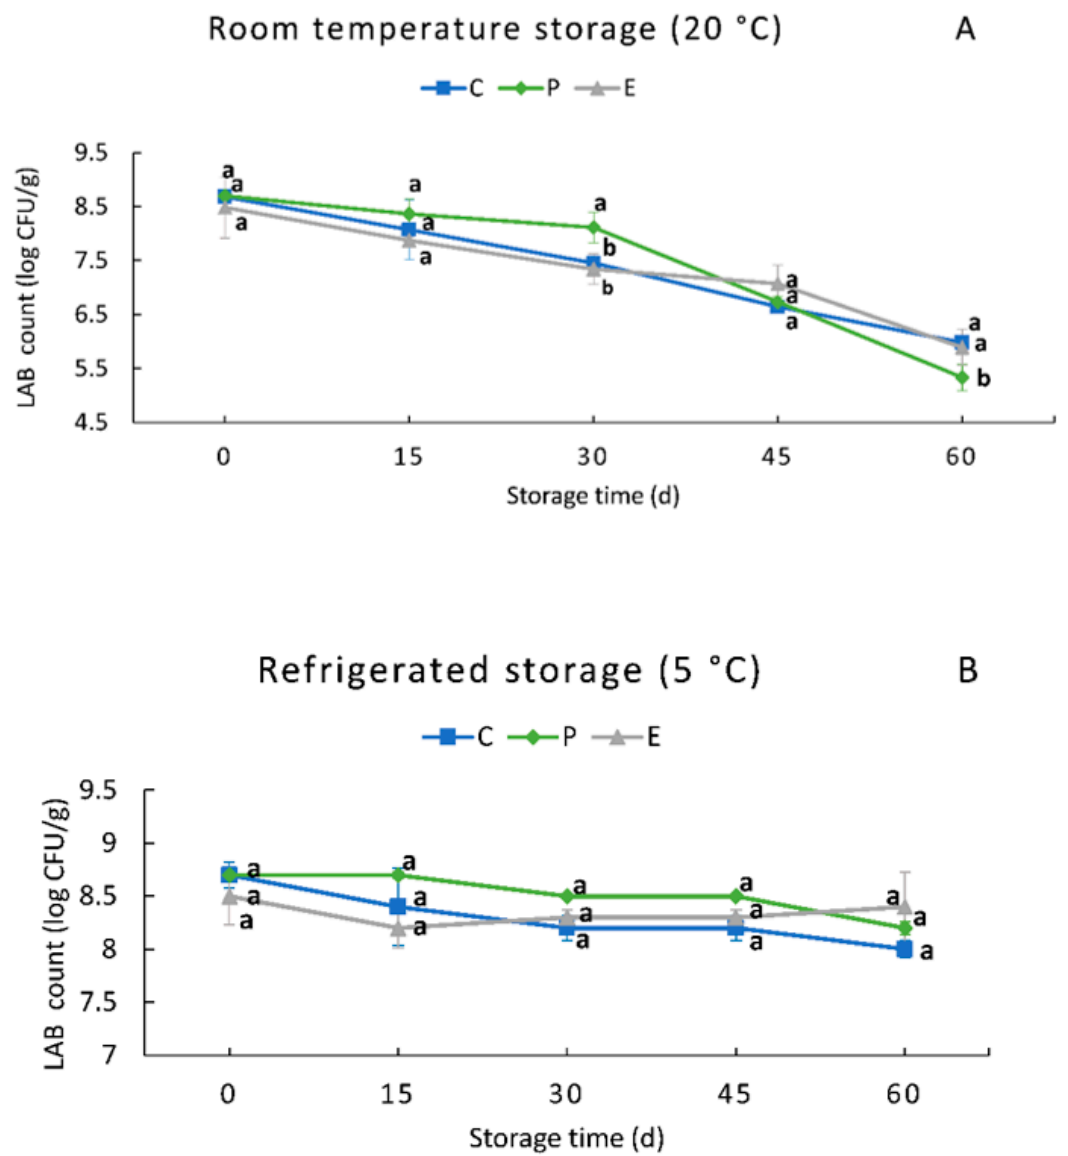 Room temperature storage (20 °C) A
C P E
LAB count (log CFU/g)
9.5
a
a a a
8.5
a a b
7.5
a b a
a
6.5
a a
a
5.5
b
4.5
0 15 30 45 60
Storage time (d)
Refrigerated storage (5 °C) B
C P E
LAB count (log CFU/g)
9.5
9
a a
a a
8.5
a a a a
a a a a
a a
8
a
7.5
7
0 15 30 45 60
Storage time (d)